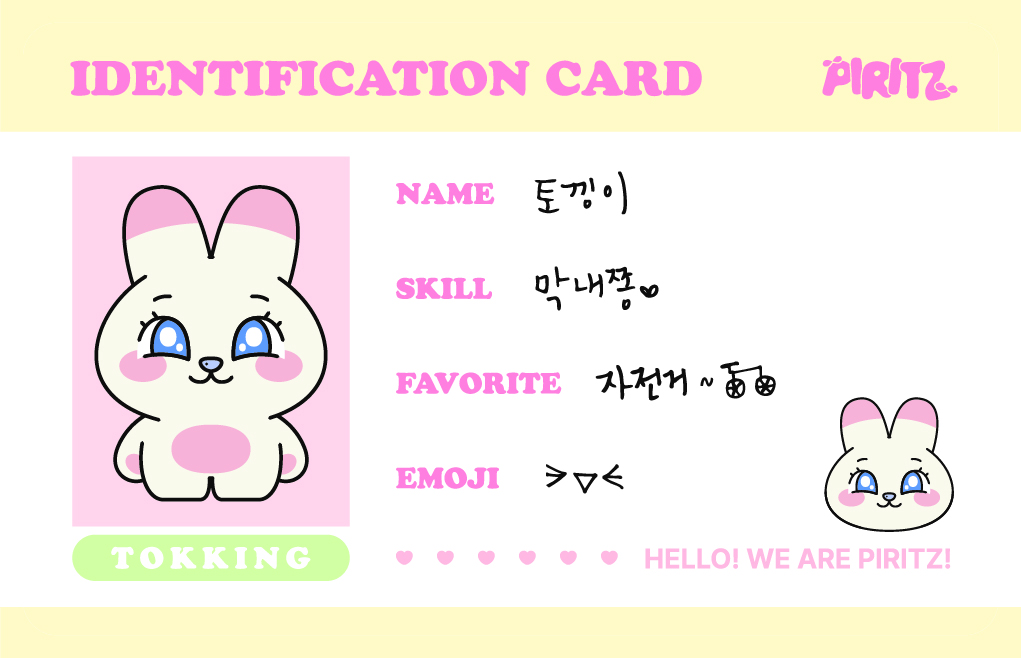 IDENTIFICATION CARD PIRITZ
NAME 토낑이
SKILL 막내쫑
FAVORITE 자전거~
EMOJI >▽<
TOKKING
HELLO! WE ARE PIRITZ!